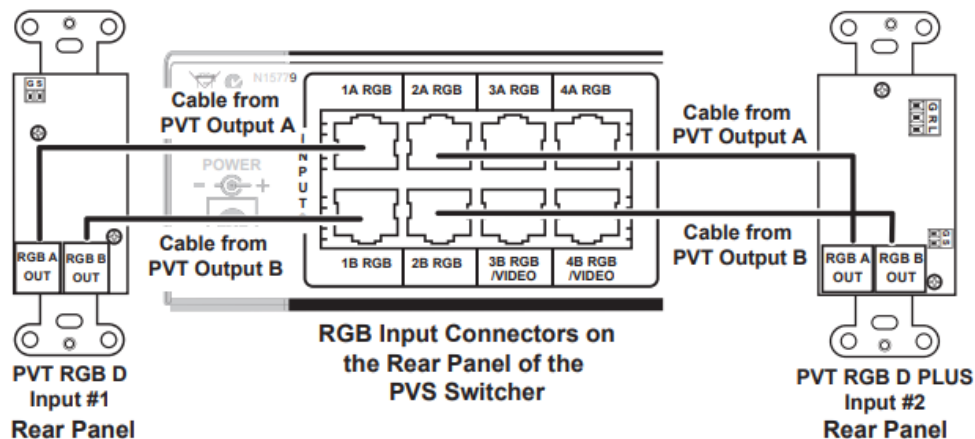 G S
N15779
1A RGB
2A RGB
3A RGB
4A RGB
Cable from
PVT Output A
Cable from
PVT Output A
G R L
INPUT
POWER
- +
Cable from
PVT Output B
Cable from
PVT Output B
G S
RGB A
OUT
RGB B
OUT
1B RGB
2B RGB
3B RGB
/VIDEO
4B RGB
/VIDEO
RGB A
OUT
RGB B
OUT
RGB Input Connectors on
the Rear Panel of the
PVS Switcher
PVT RGB D
Input #1
Rear Panel
PVT RGB D PLUS
Input #2
Rear Panel